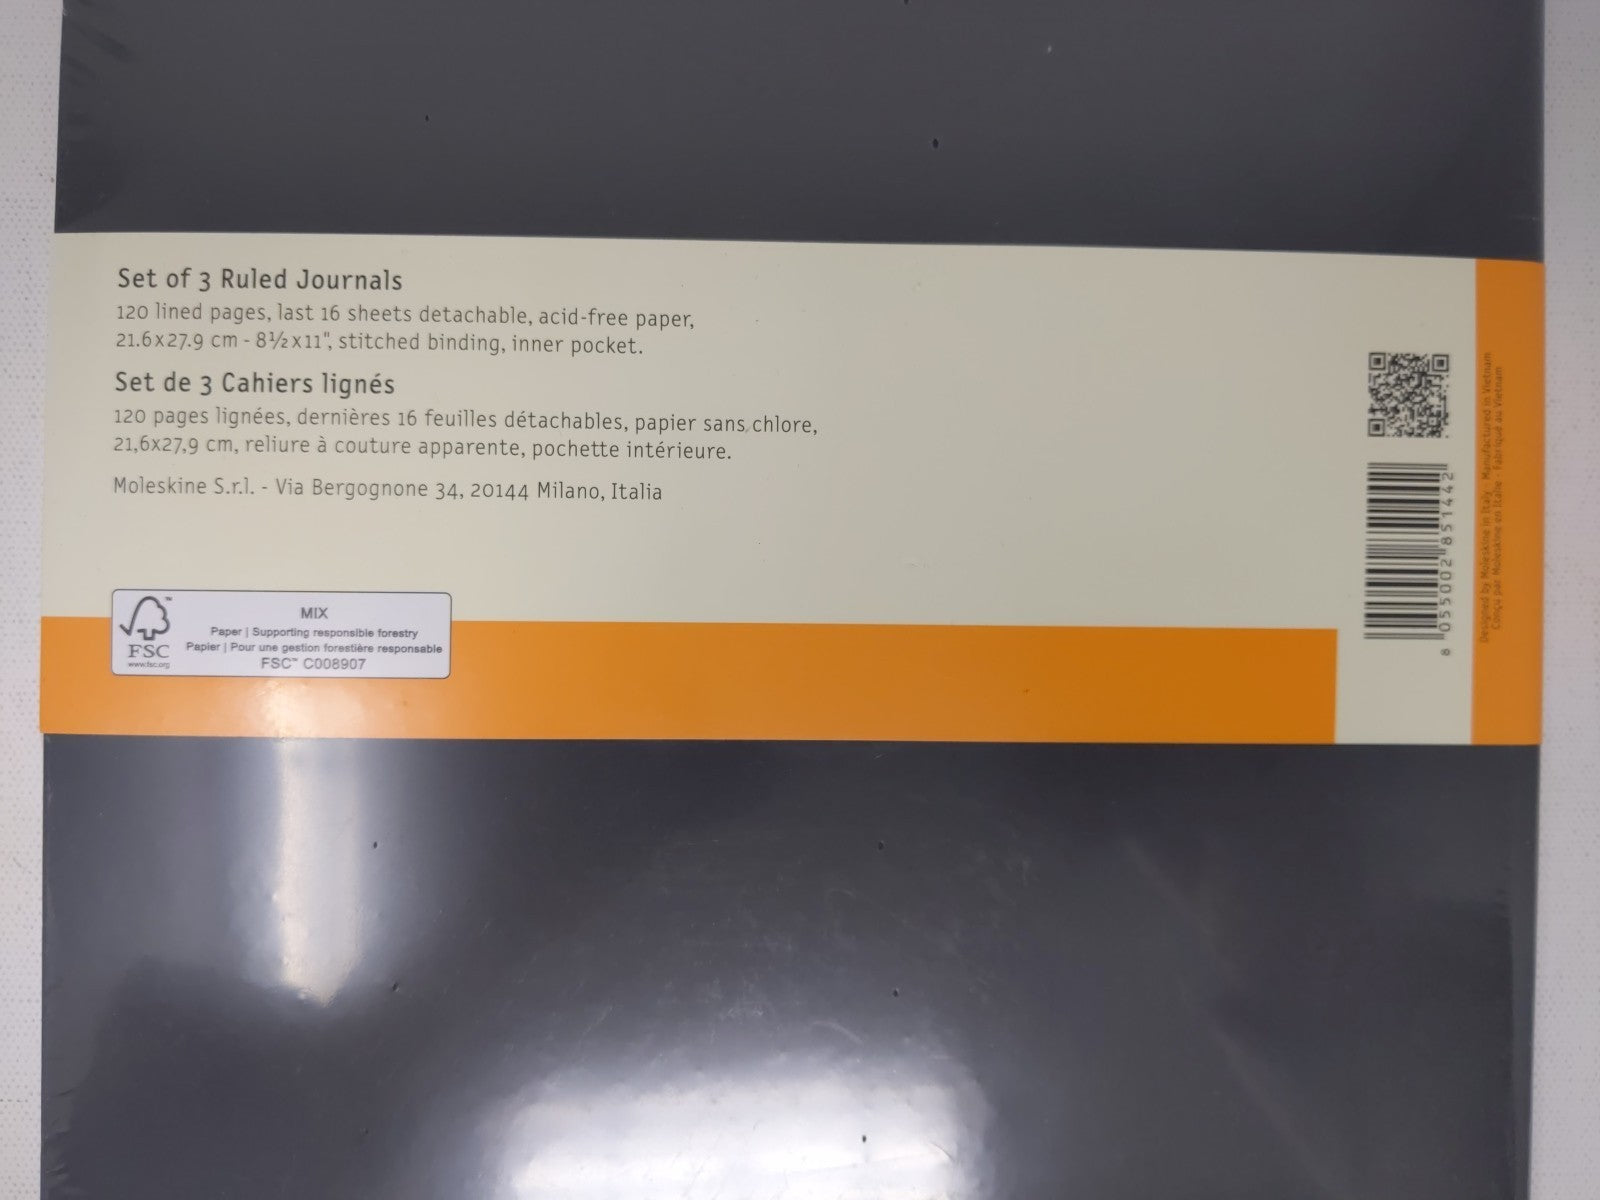 Set of 3 Ruled Journals
120 lined pages, last 16 sheets detachable, acid-free paper,
21.6x27.9 cm - 8½x11", stitched binding, inner pocket.
Set de 3 Cahiers lignés
120 pages lignées, dernières 16 feuilles détachables, papier sans chlore,
21,6x27,9 cm, reliure à couture apparente, pochette intérieure.
Moleskine S.r.l. - Via Bergognone 34, 20144 Milano, Italia
FSC
www.fsc.org
MIX
Paper | Supporting responsible forestry
Papier | Pour une gestion forestière responsable
FSC™ C008907
8 055002 851442
Designed by Moleskine in Italy - Manufactured in Vietnam
Conçu par Moleskine en Italie - Fabriqué au Vietnam